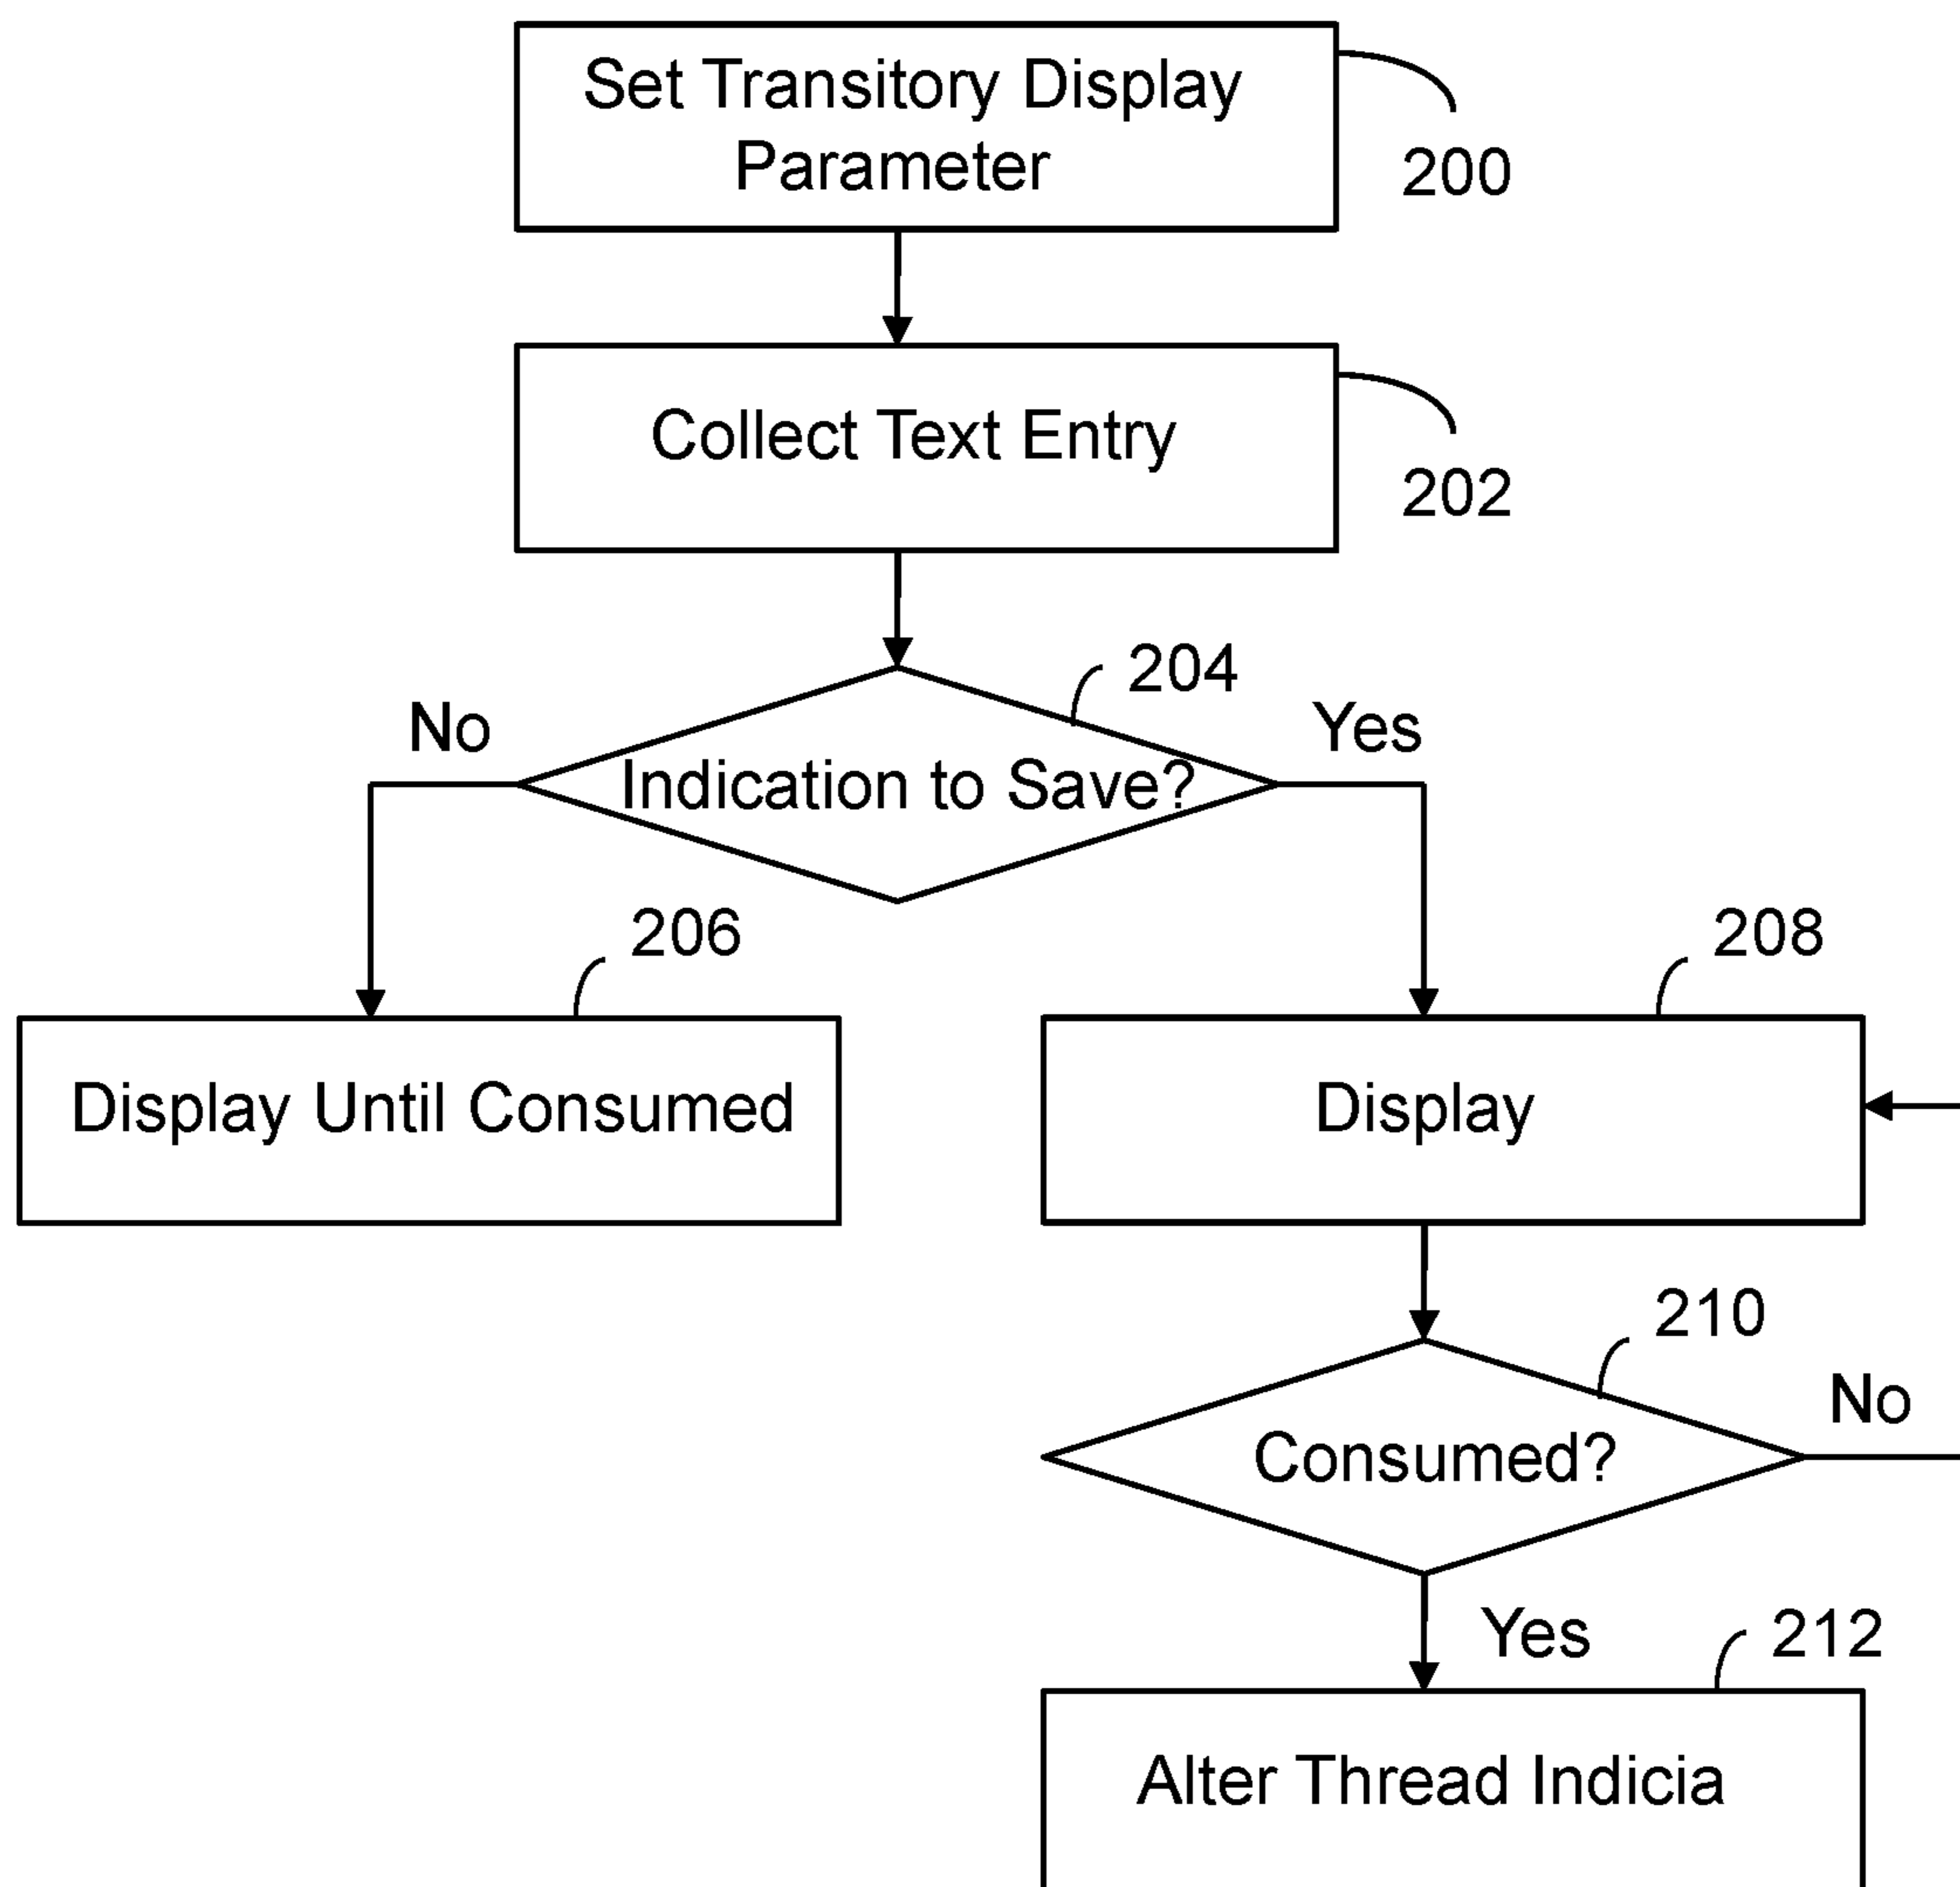 Set Transitory Display
Parameter
200
Collect Text Entry
202
204
No
Yes
Indication to Save?
206
208
Display Until Consumed
Display
210
No
Consumed?
Yes
212
Alter Thread Indicia